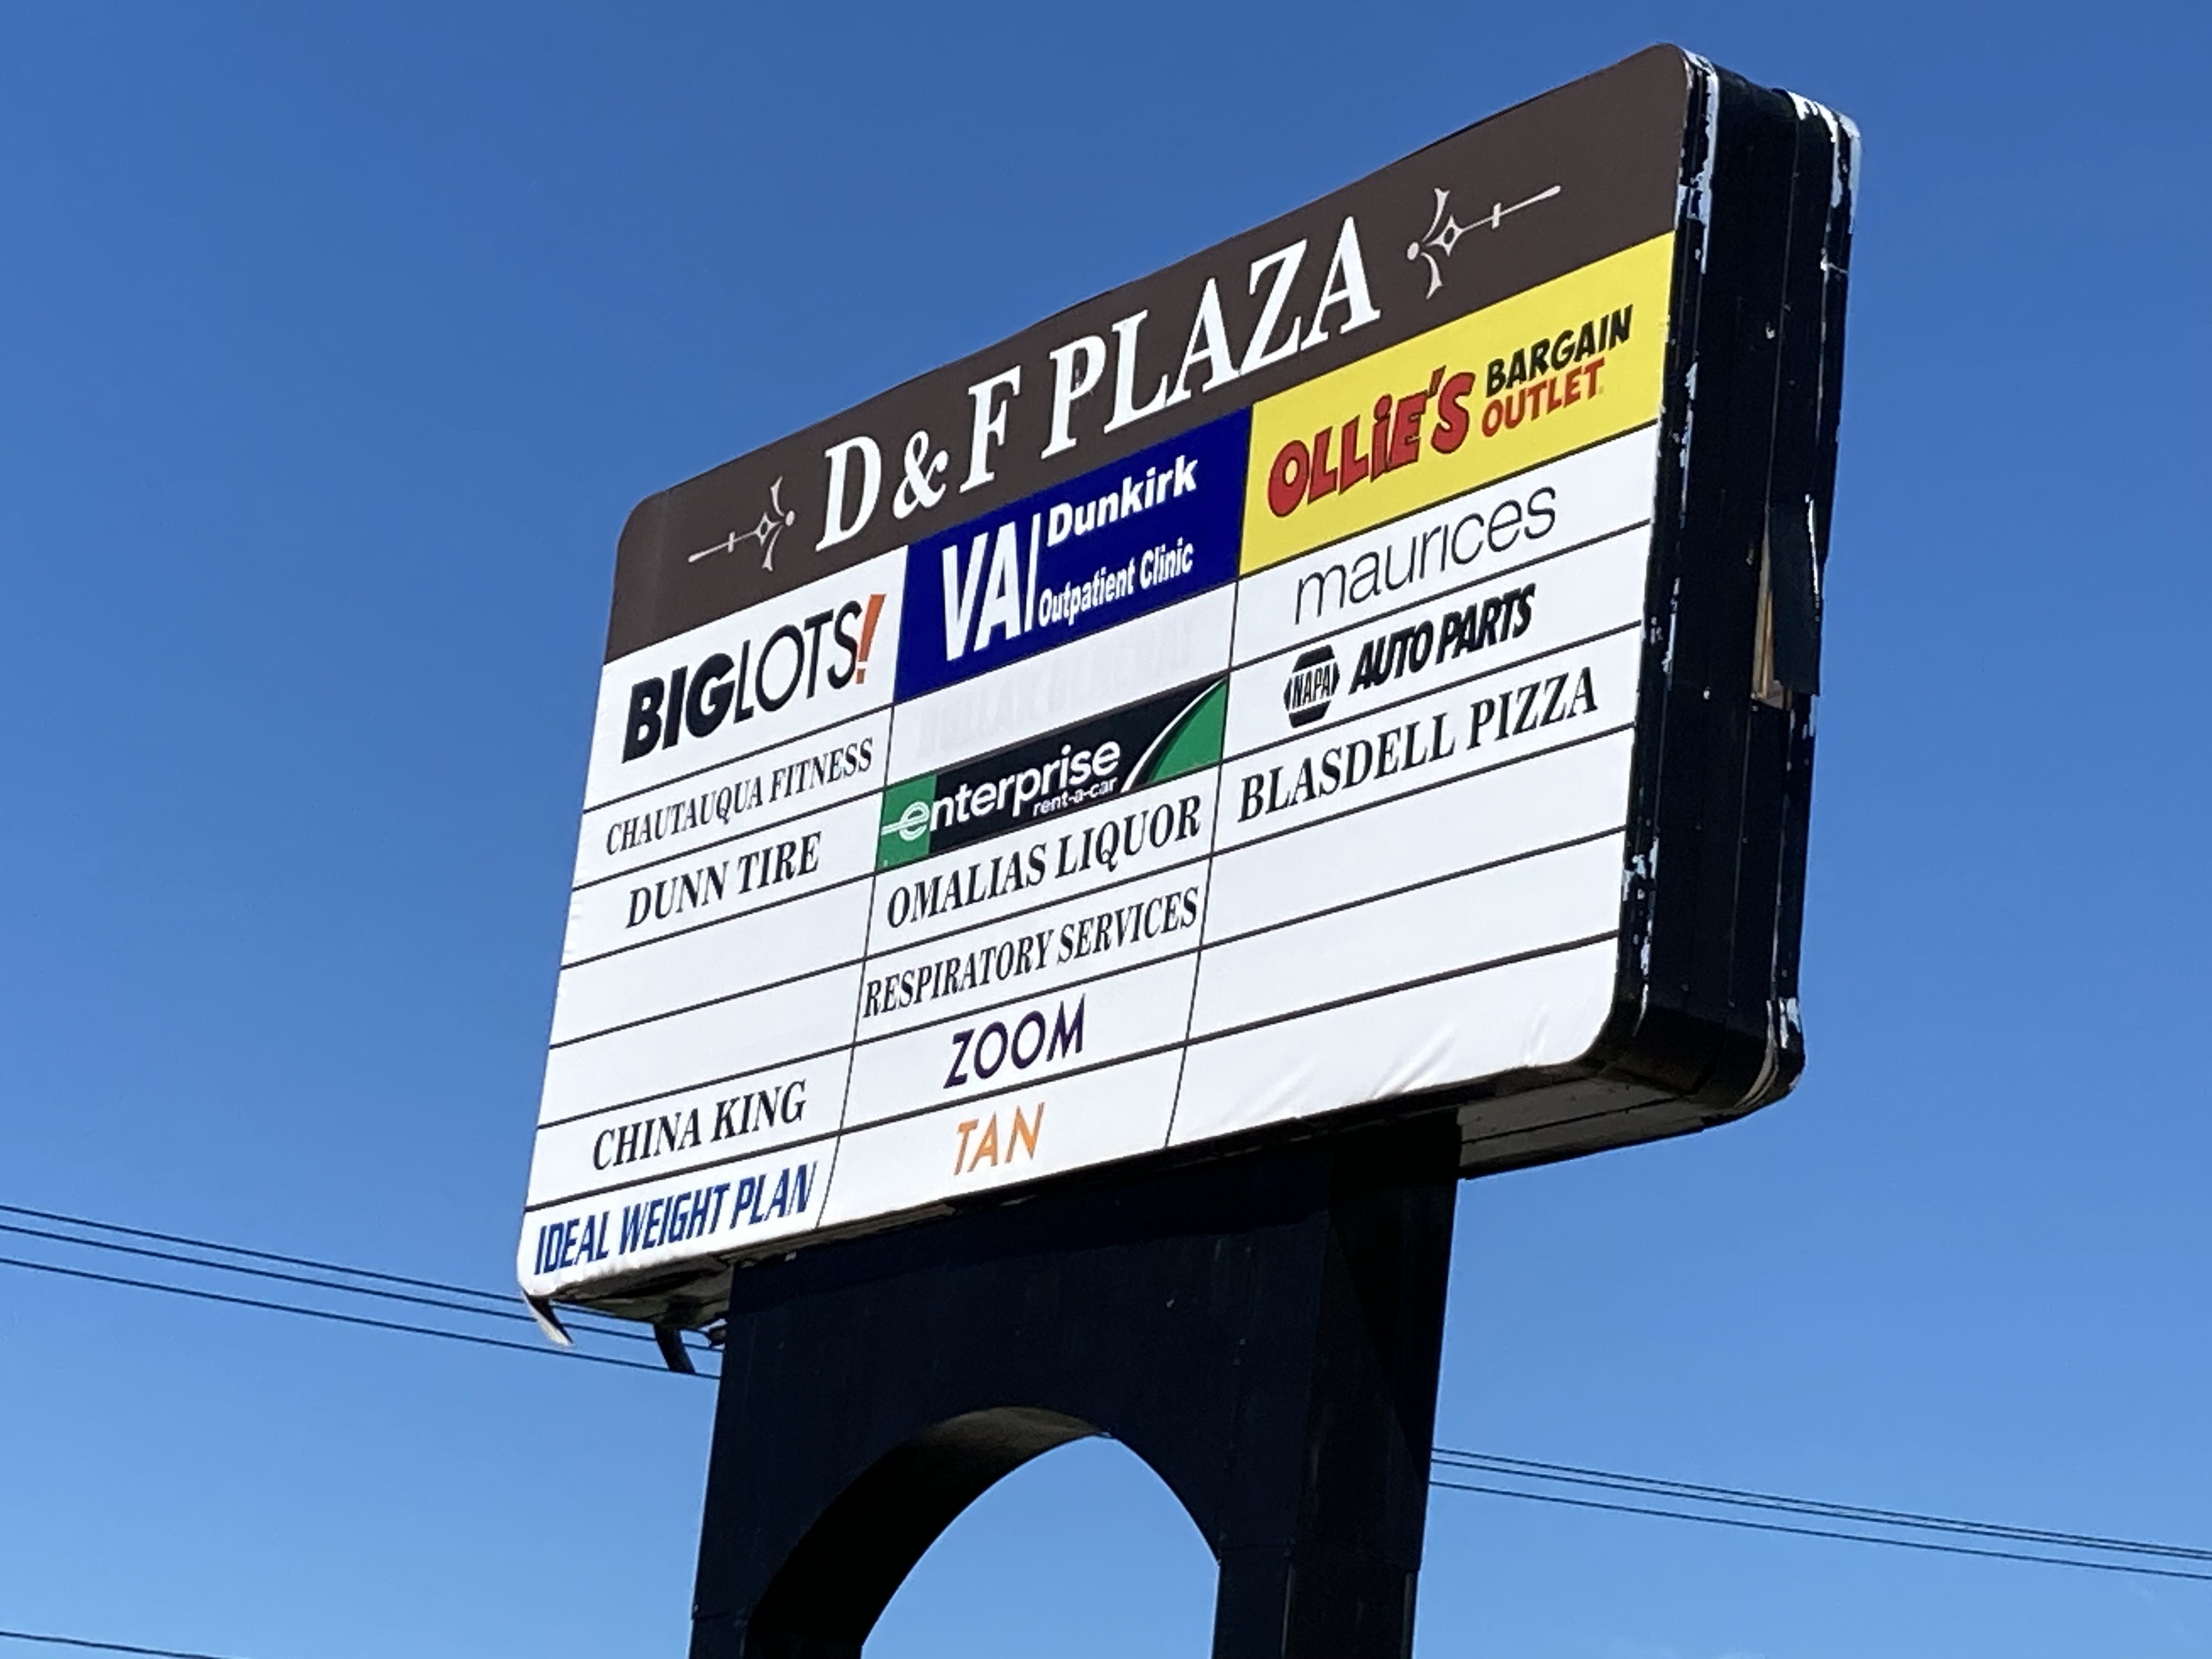 D & F PLAZA
BIGLOTS!
CHAUTAUQUA FITNESS
DUNN TIRE
CHINA KING
IDEAL WEIGHT PLAN
VA Dunkirk
Outpatient Clinic
enterprise
rent-a-car
OMALIAS LIQUOR
RESPIRATORY SERVICES
ZOOM
TAN
OLLIE'S BARGAIN
OUTLET
maurices
NAPA AUTO PARTS
BLASDELL PIZZA